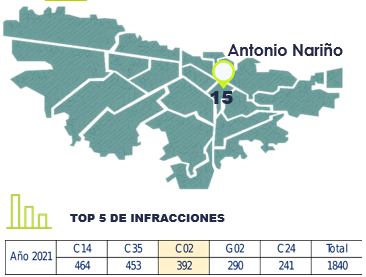 Antonio Nariño
15
TOP 5 DE INFRACCIONES
Año 2021 C14 C35 C02 G02 C24 Total
464 453 392 290 241 1840